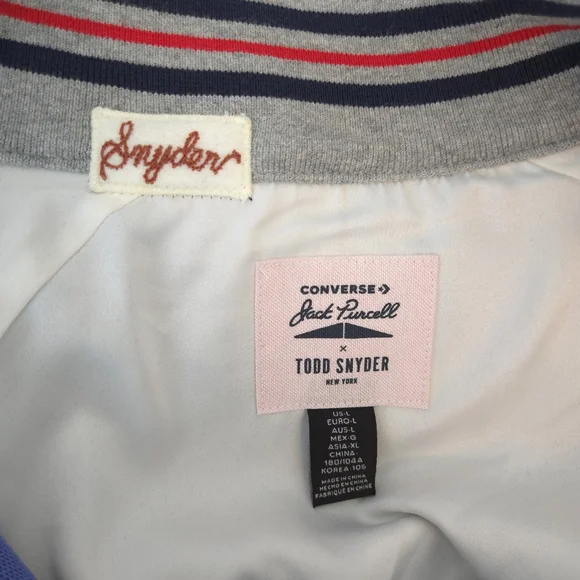 Snyder
CONVERSE
Jack Purcell
×
TODD SNYDER
NEW YORK
US-L
EURO-L
AUS-L
MEX-G
ASIA-XL
CHINA-
180/104A
KOREA 105
MADE IN CHINA
HECHO EN CHINA
FABRIQUÉ EN CHINE